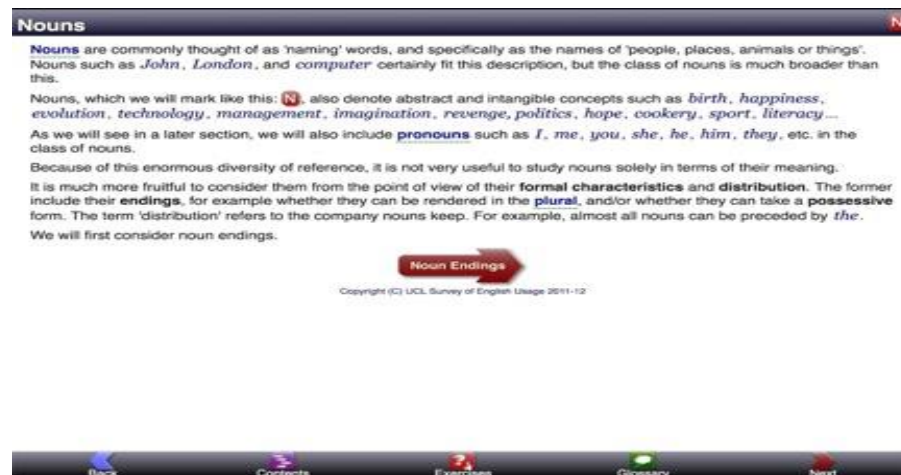 Nouns
N
Nouns are commonly thought of as 'naming' words, and specifically as the names of 'people, places, animals or things'.
Nouns such as John, London, and computer certainly fit this description, but the class of nouns is much broader than
this.
Nouns, which we will mark like this: N, also denote abstract and intangible concepts such as birth, happiness,
evolution, technology, management, imagination, revenge, politics, hope, cookery, sport, literacy...
As we will see in a later section, we will also include pronouns such as I, me, you, she, he, him, they, etc. in the
class of nouns.
Because of this enormous diversity of reference, it is not very useful to study nouns solely in terms of their meaning.
It is much more fruitful to consider them from the point of view of their formal characteristics and distribution. The former
include their endings, for example whether they can be rendered in the plural, and/or whether they can take a possessive
form. The term 'distribution' refers to the company nouns keep. For example, almost all nouns can be preceded by the.
We will first consider noun endings.
Noun Endings
Copyright (C) UCL Survey of English Usage 2011-12
Back Contents Exercises Glossary Next